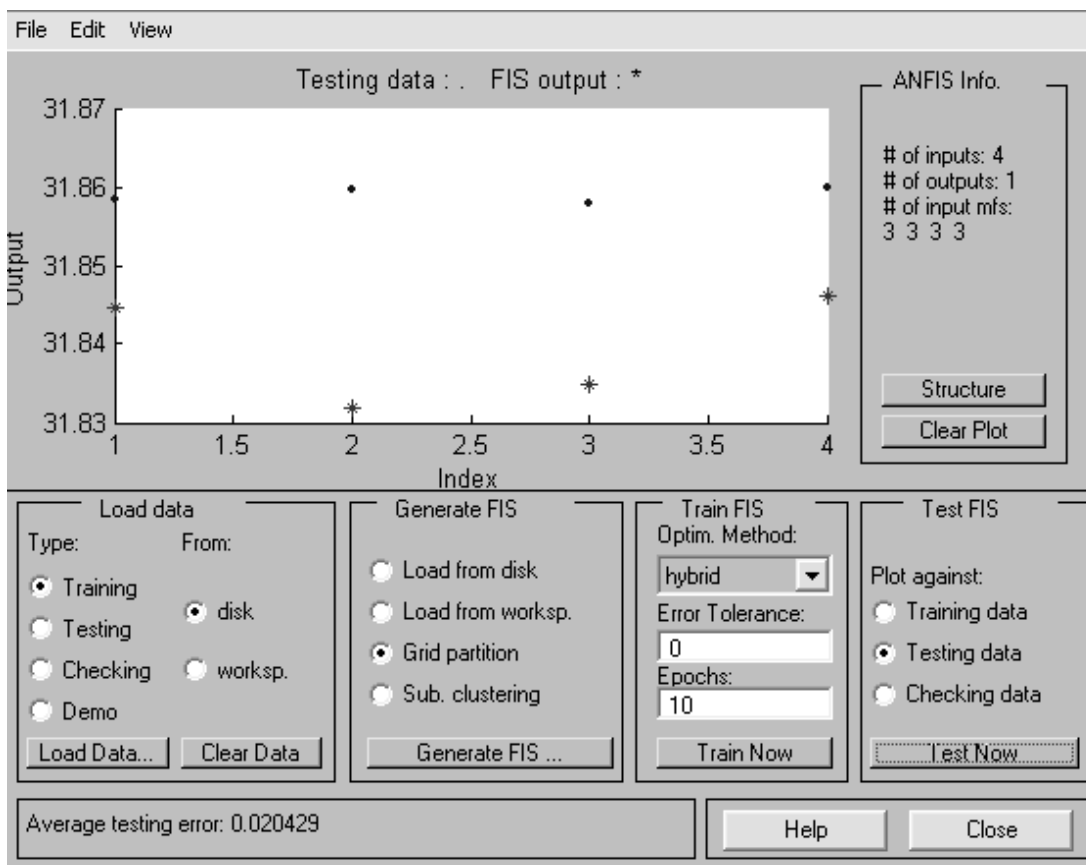 File Edit View
Testing data : . FIS output : *
31.87
31.86
31.85
31.84
31.83
Output
1 1.5 2 2.5 3 3.5 4
Index
ANFIS Info.
# of inputs: 4
# of outputs: 1
# of input mfs:
3 3 3 3
Structure
Clear Plot
Load data
Type: From:
Training
disk
Testing
Checking
worksp.
Demo
Load Data... Clear Data
Generate FIS
Load from disk
Load from worksp.
Grid partition
Sub. clustering
Generate FIS ...
Train FIS
Optim. Method:
hybrid
Error Tolerance:
0
Epochs:
10
Train Now
Test FIS
Plot against:
Training data
Testing data
Checking data
Test Now
Average testing error: 0.020429
Help Close